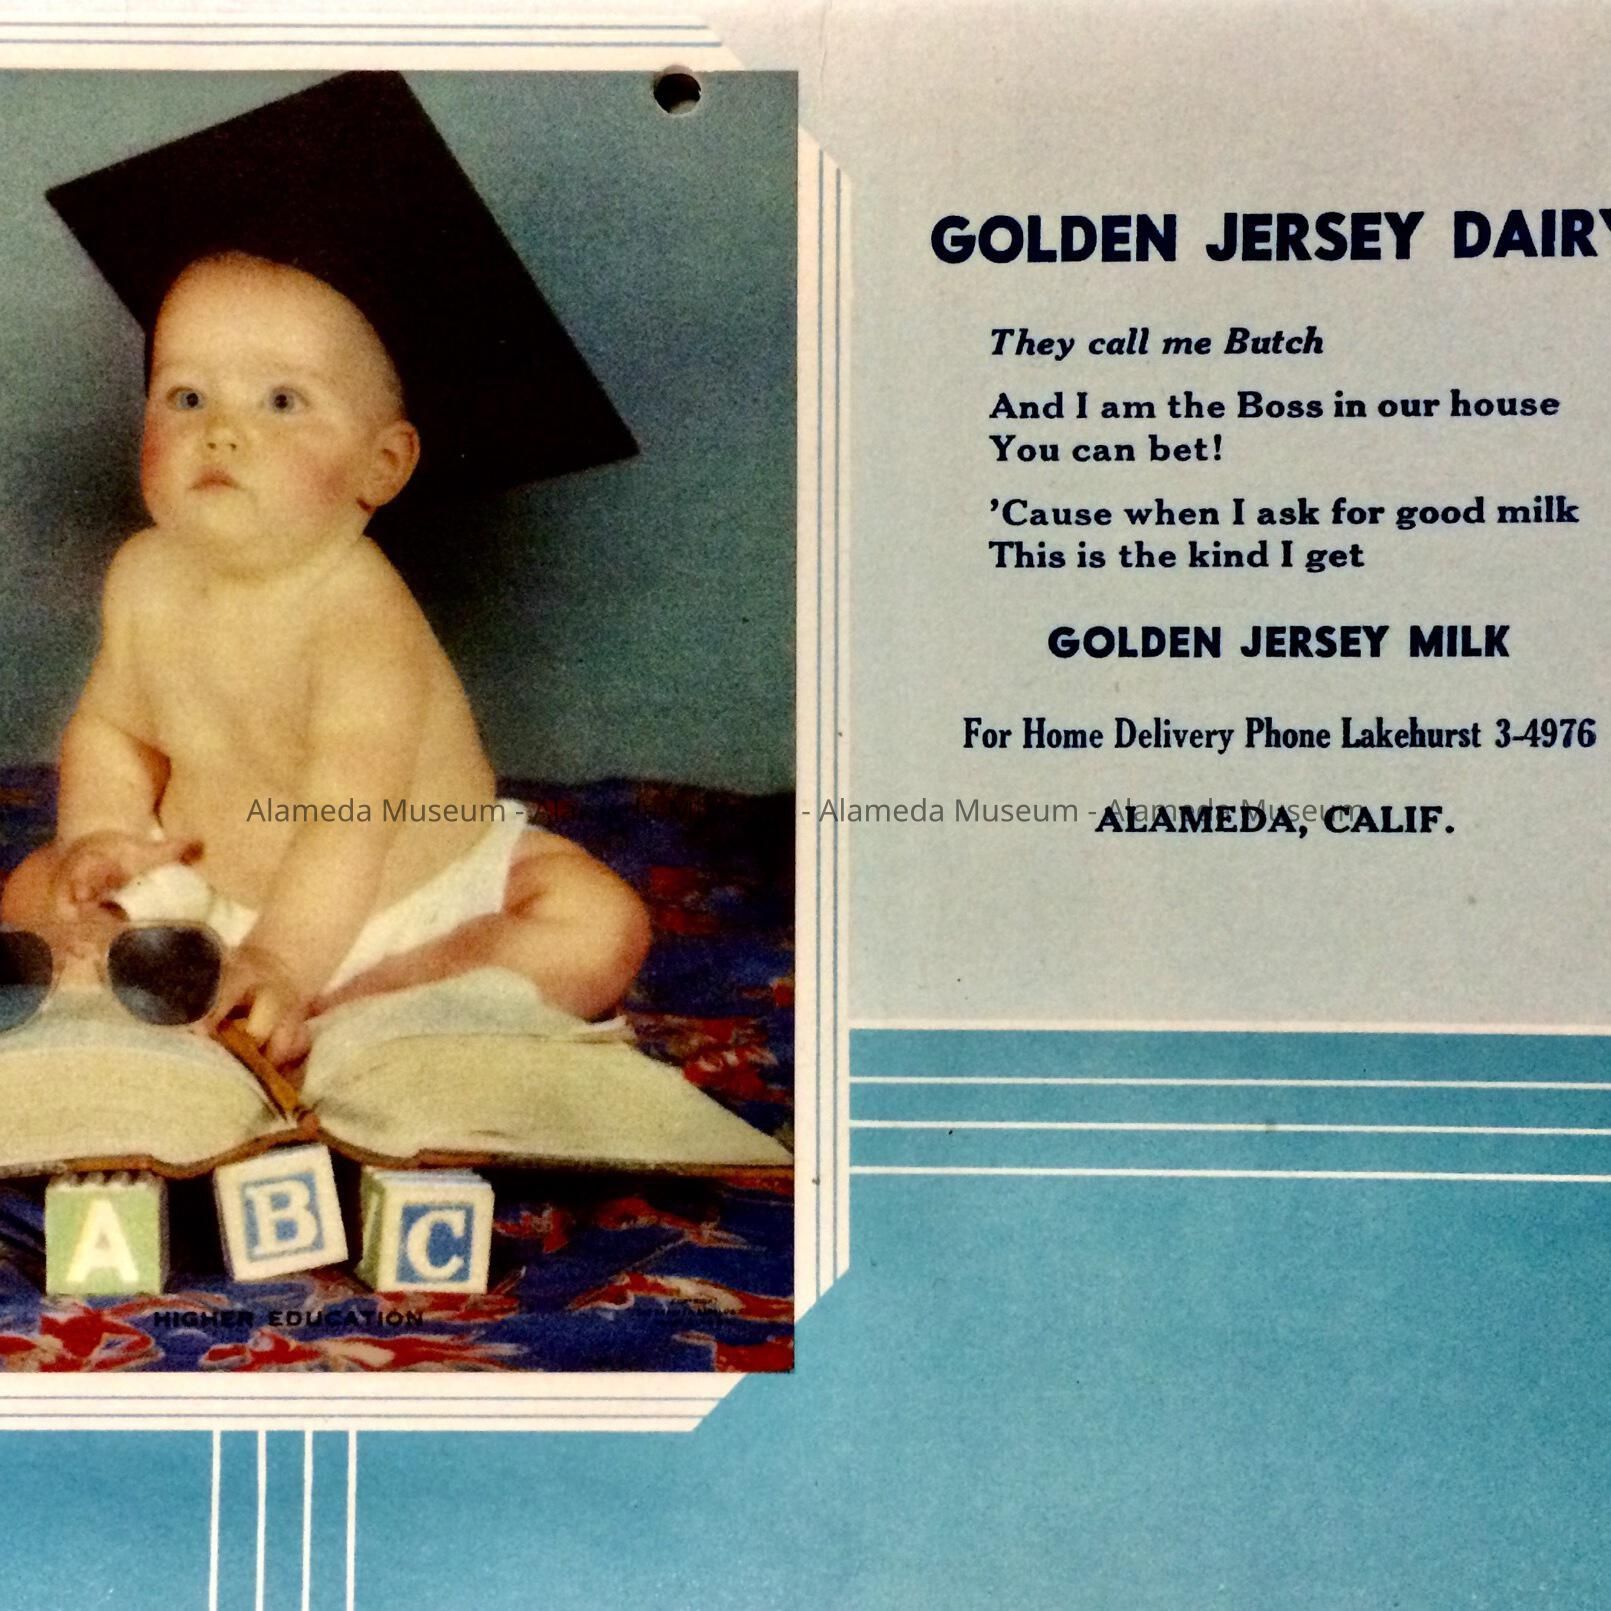 GOLDEN JERSEY DAIRY
They call me Butch
And I am the Boss in our house
You can bet!
’Cause when I ask for good milk
This is the kind I get
GOLDEN JERSEY MILK
For Home Delivery Phone Lakehurst 3-4976
ALAMEDA, CALIF.
Alameda Museum - Alameda Museum - Alameda Museum - Alameda Museum
A B C
HIGHER EDUCATION